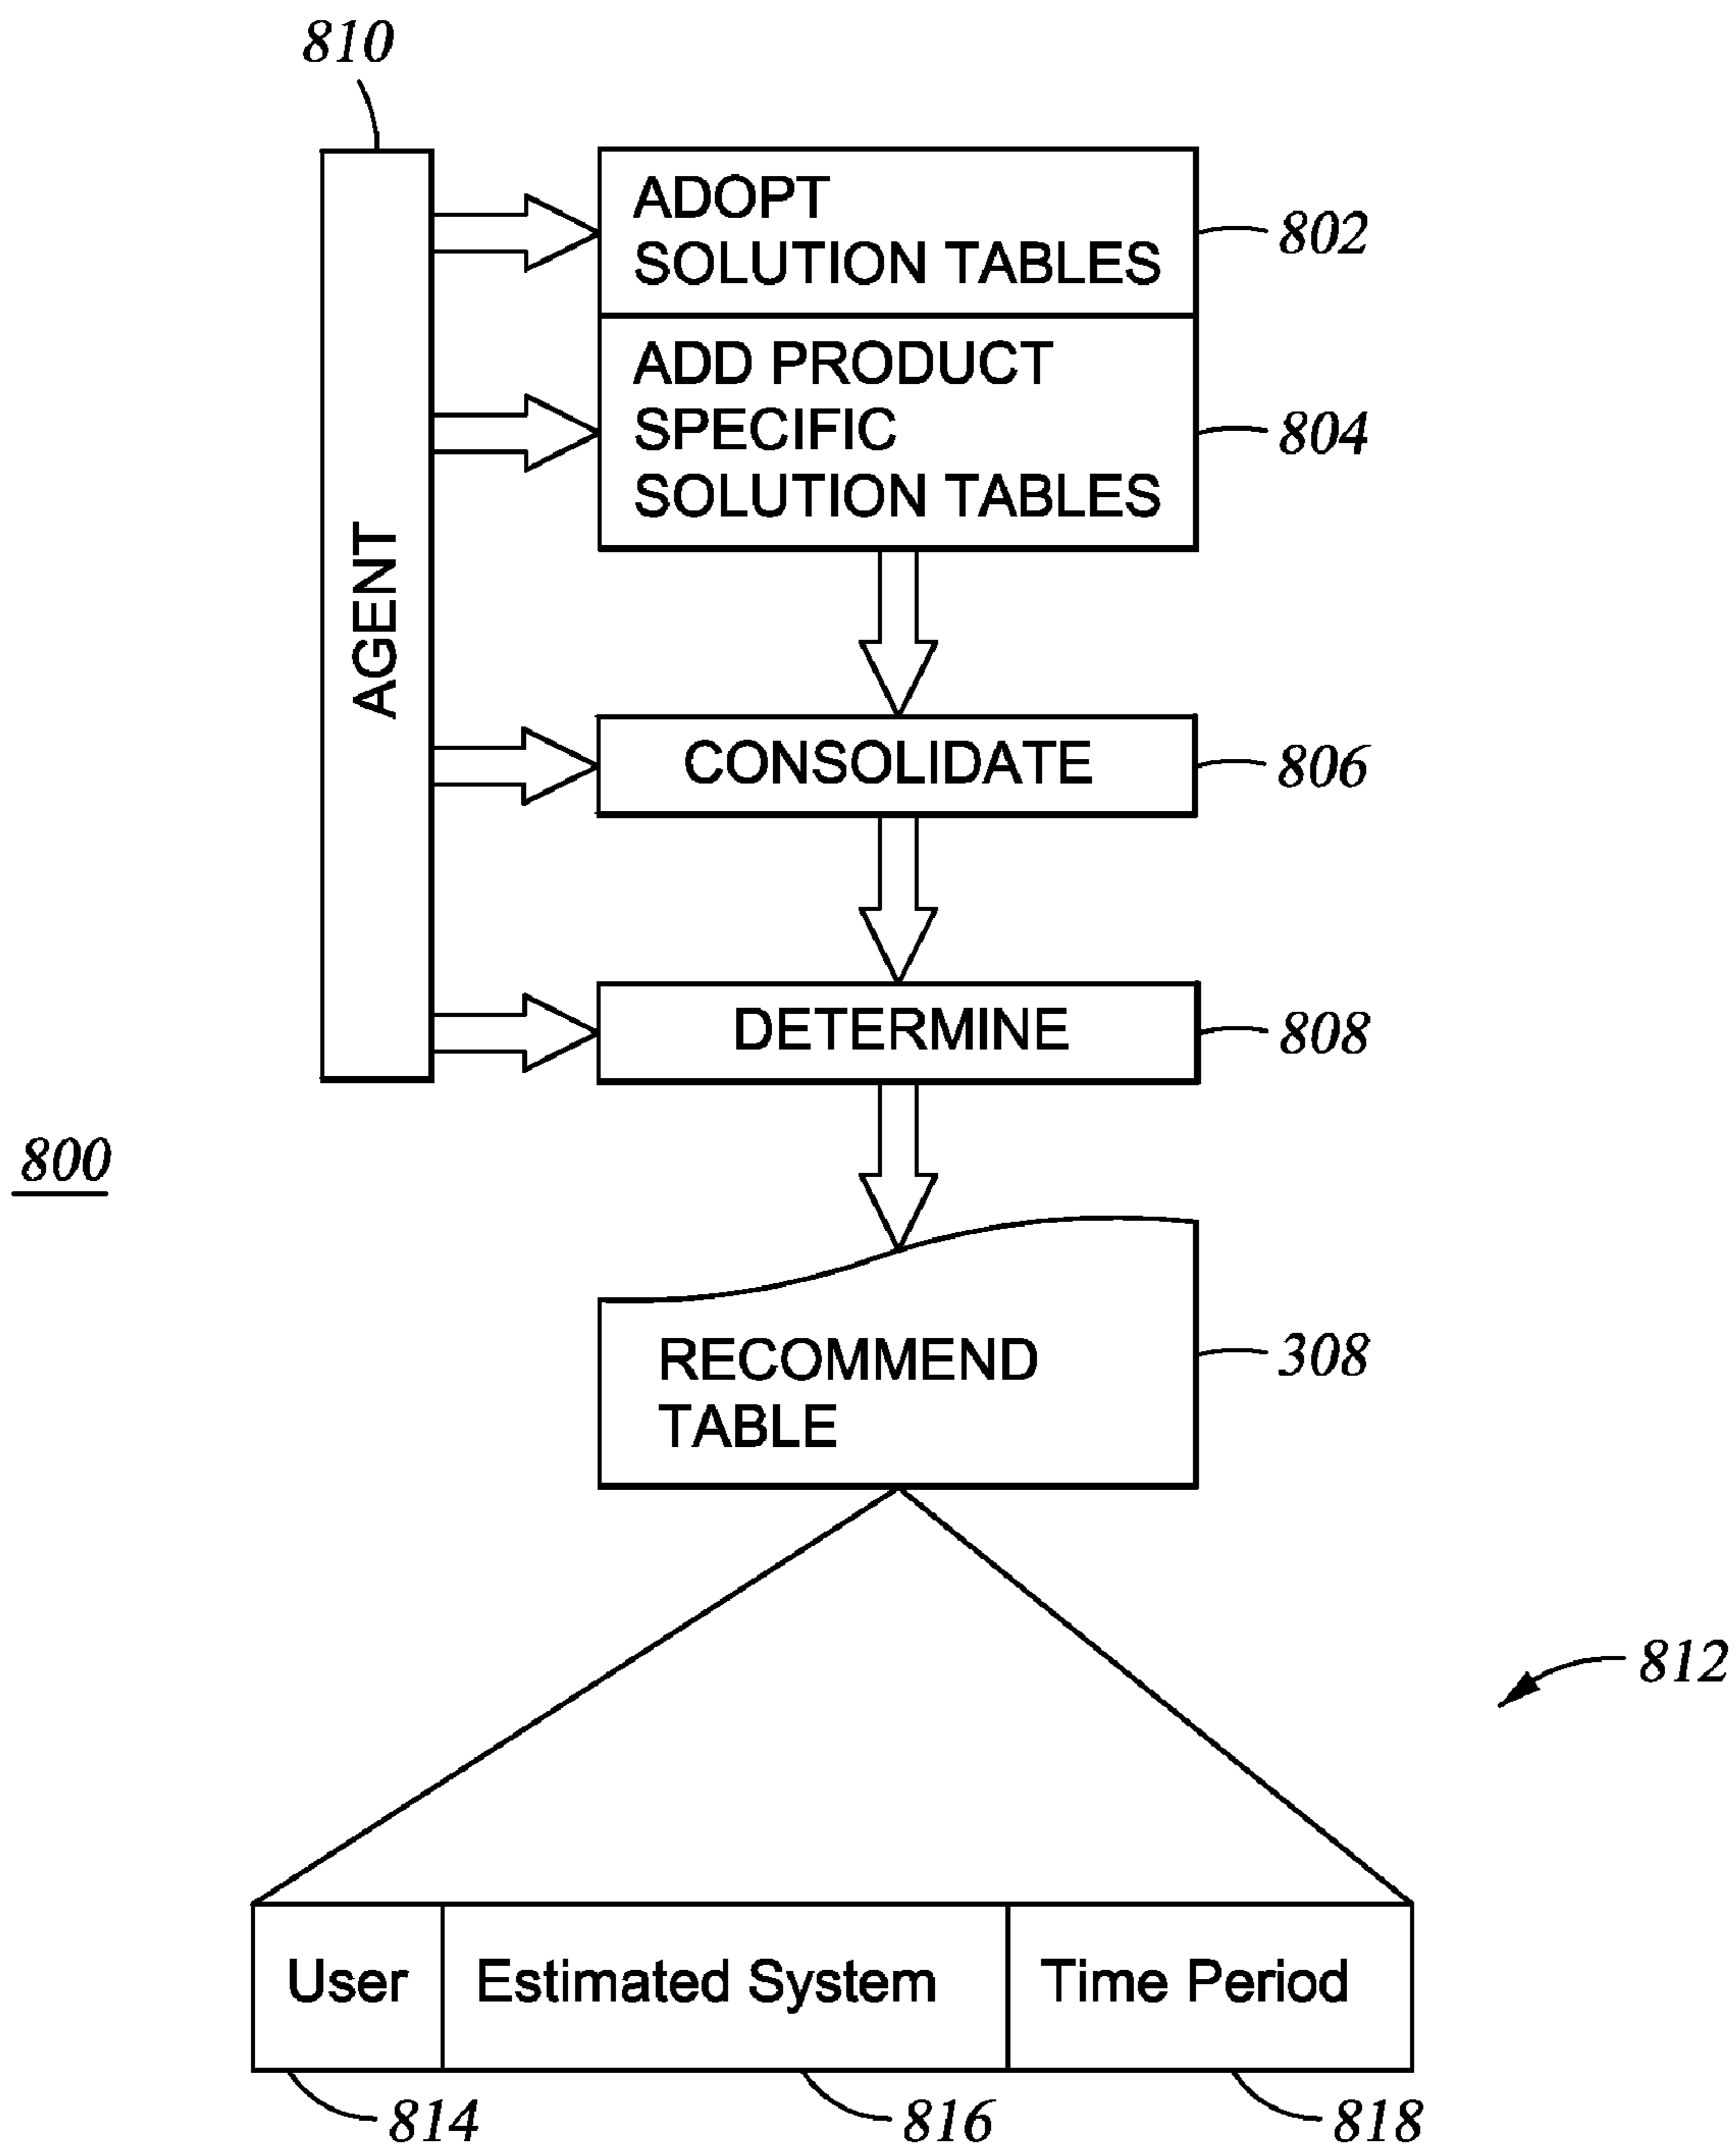 810
ADOPT
SOLUTION TABLES
802
ADD PRODUCT
SPECIFIC
SOLUTION TABLES
804
AGENT
CONSOLIDATE
806
DETERMINE
808
800
RECOMMEND
TABLE
308
812
User
Estimated System
Time Period
814
816
818